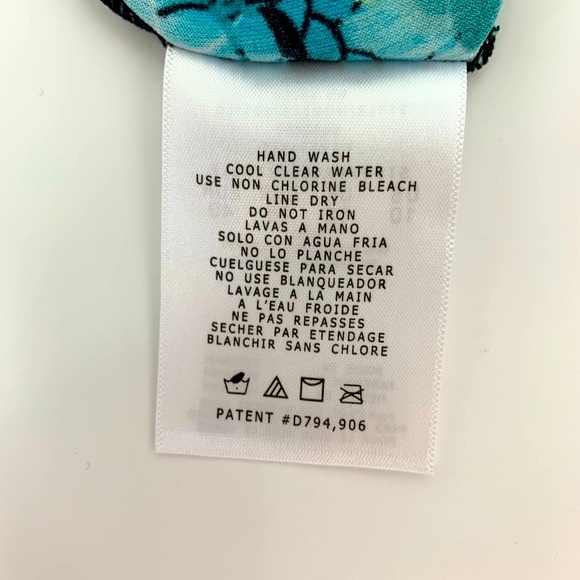 HAND WASH
COOL CLEAR WATER
USE NON CHLORINE BLEACH
LINE DRY
DO NOT IRON
LAVAS A MANO
SOLO CON AGUA FRIA
NO LO PLANCHE
CUELGUESE PARA SECAR
NO USE BLANQUEADOR
LAVAGE A LA MAIN
A L'EAU FROIDE
NE PAS REPASSES
SECHER PAR ETENDAGE
BLANCHIR SANS CHLORE
PATENT #D794,906